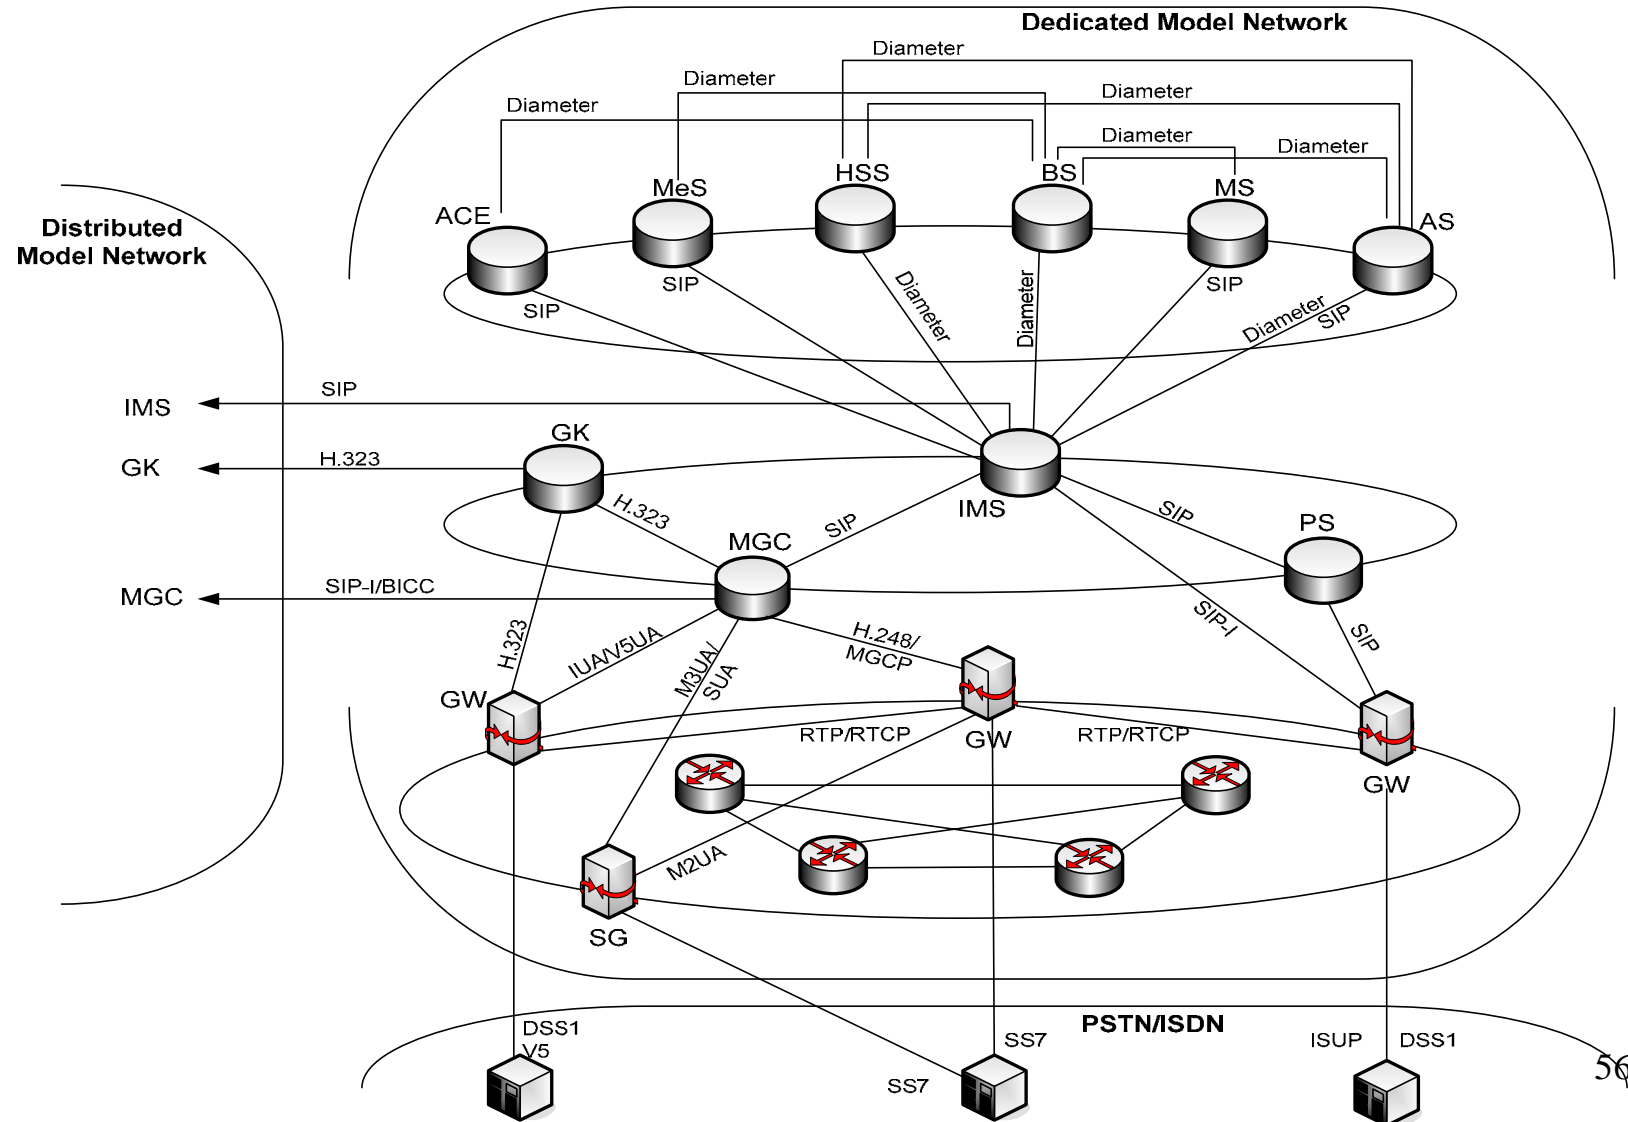 Dedicated Model Network
Diameter
Diameter
Diameter
Diameter
Diameter
Diameter
HSS
BS
MeS
MS
ACE
AS
Distributed
Model Network
SIP
SIP
SIP
Diameter
Diameter
Diameter
SIP
SIP
IMS
GK
GK
H.323
H.323
SIP
IMS
SIP
PS
MGC
MGC
SIP-I/BICC
SIP-I
SIP
H.323
IUA/V5UA
M3UA/
SUA
H.248/
MGCP
GW
RTP/RTCP
GW
RTP/RTCP
GW
M2UA
SG
PSTN/ISDN
DSS1
V5
SS7
SS7
ISUP
DSS1
56